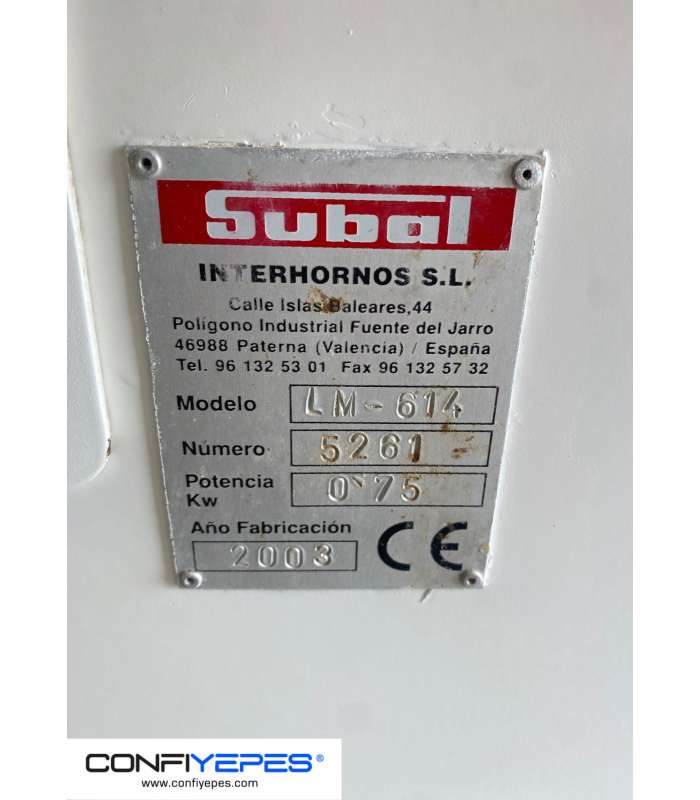 Subal
INTERHORNOS S.L.
Calle Islas Baleares,44
Polígono Industrial Fuente del Jarro
46988 Paterna (Valencia) / España
Tel. 96 132 53 01 Fax 96 132 57 32
Modelo LM-614
Número 5261
Potencia Kw 0'75
Año Fabricación
2003 CE
CONFIYEPES®
www.confiyepes.com